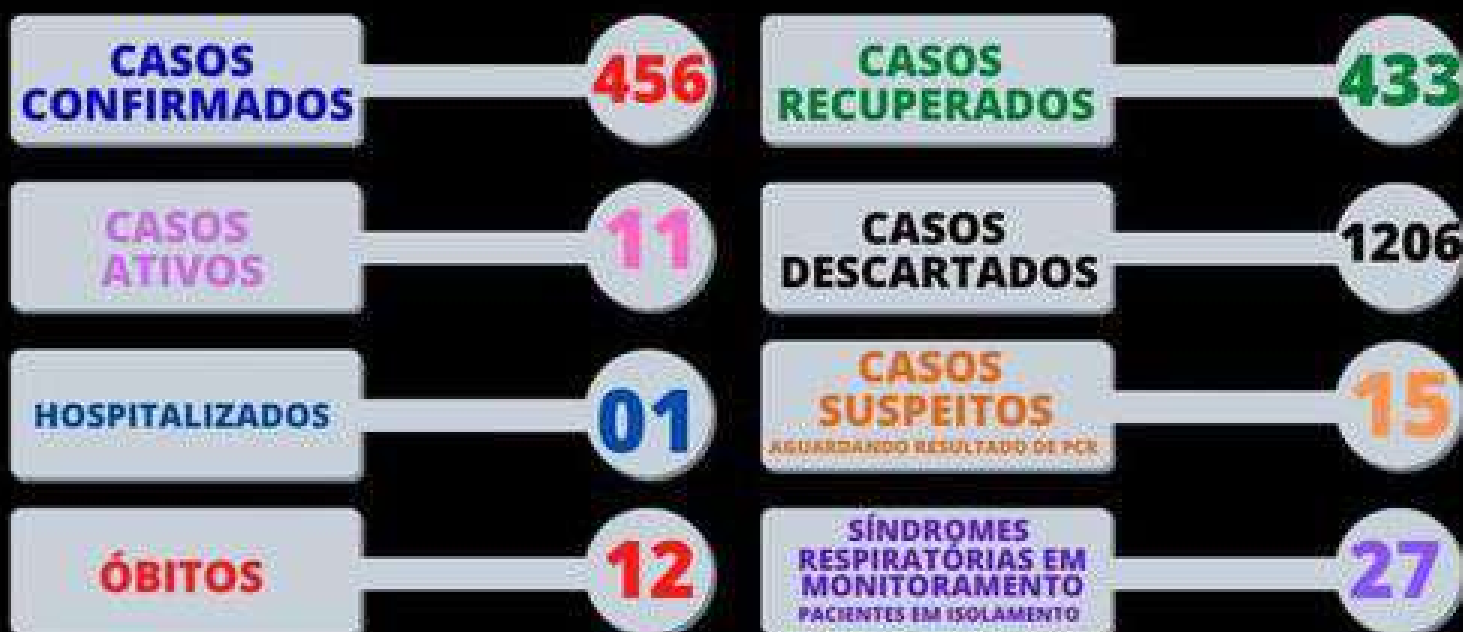 CASOS
CONFIRMADOS
456
CASOS
RECUPERADOS
433
CASOS
ATIVOS
11
CASOS
DESCARTADOS
1206
HOSPITALIZADOS
01
CASOS
SUSPEITOS
AGUARDANDO RESULTADO DE PCR
15
ÓBITOS
12
SÍNDROMES
RESPIRATÓRIAS EM
MONITORAMENTO
PACIENTES EM ISOLAMENTO
27